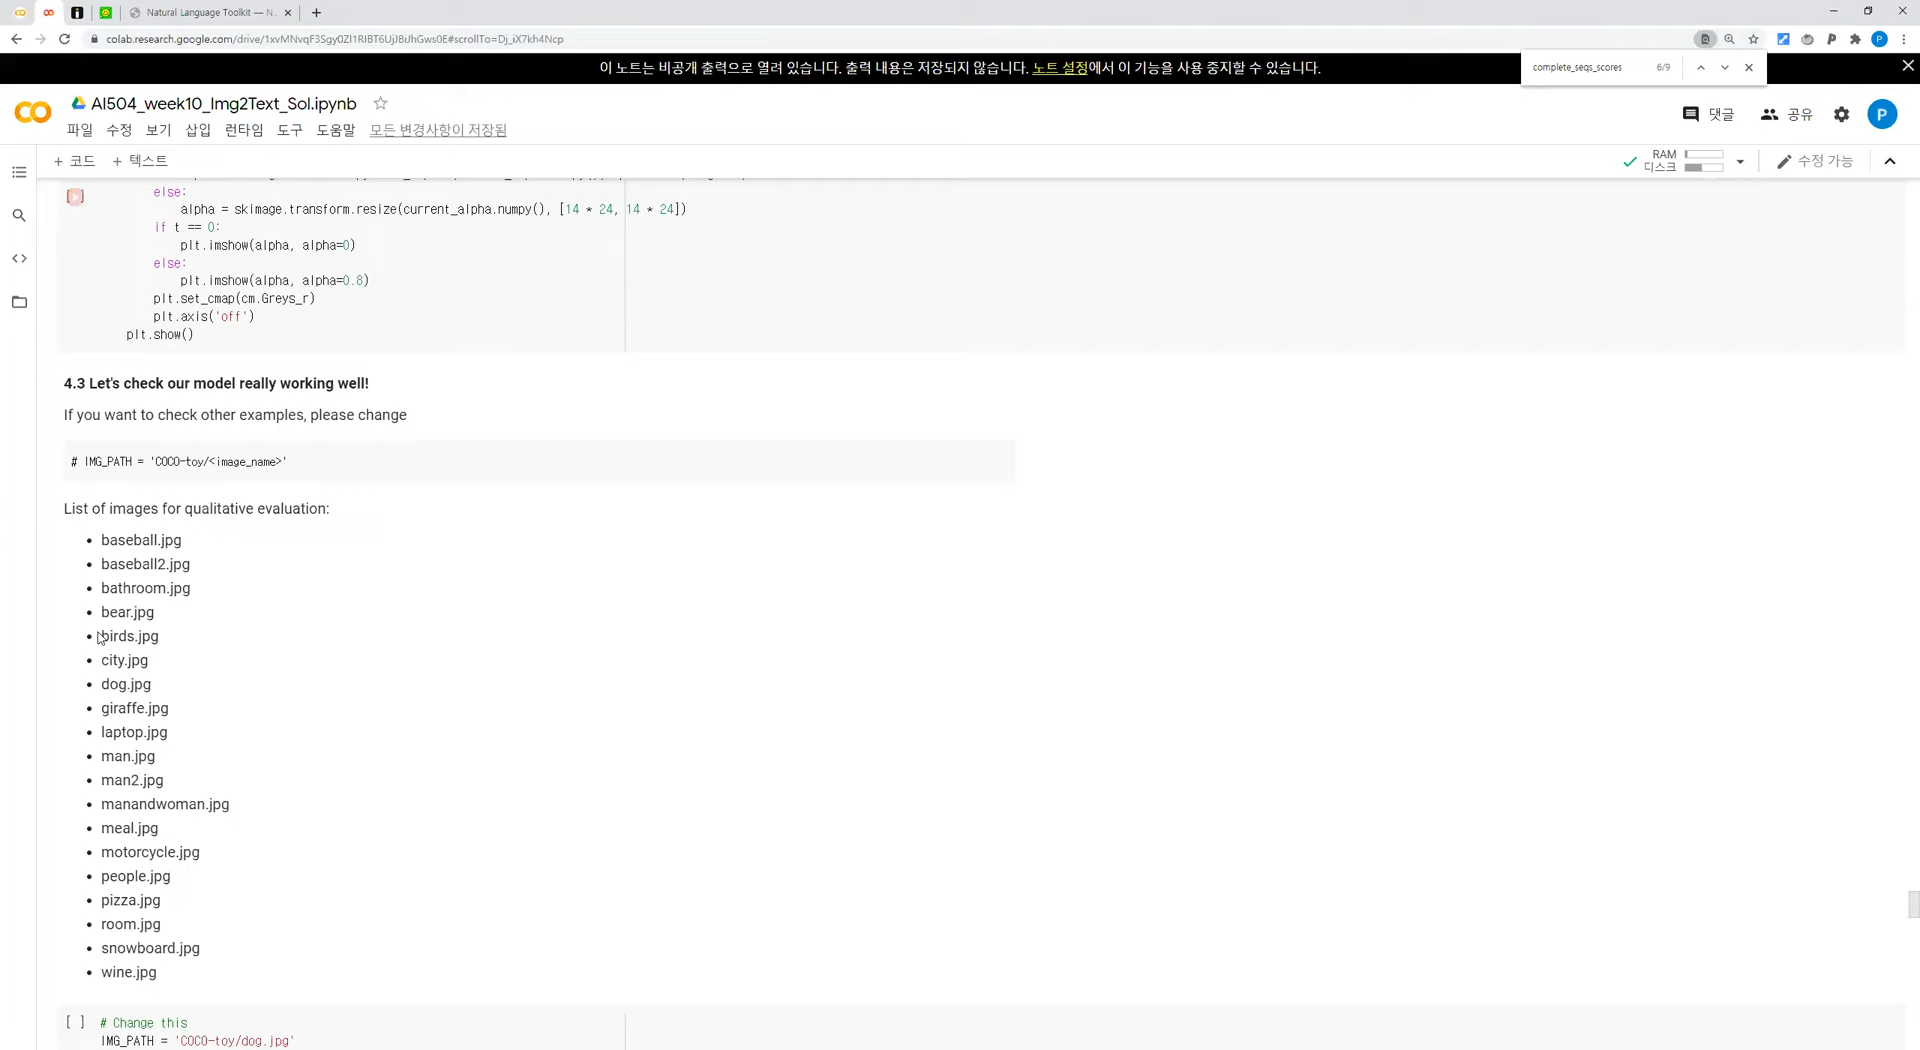 Natural Language Toolkit — N
colab.research.google.com/drive/1xvMNvqF3Sgy0Zl1RIBT6UjJBiJhGws0E#scrollTo=Dj_iX7kh4Ncp
이 노트는 비공개 출력으로 열려 있습니다. 출력 내용은 저장되지 않습니다. 노트 설정에서 이 기능을 사용 중지할 수 있습니다.
complete_seqs_scores 6/9
AI504_week10_Img2Text_Sol.ipynb
파일 수정 보기 삽입 런타임 도구 도움말 모든 변경사항이 저장됨
댓글 공유 P
+ 코드 + 텍스트
RAM
디스크
수정 가능
else:
alpha = skimage.transform.resize(current_alpha.numpy(), [14 * 24, 14 * 24])
if t == 0:
plt.imshow(alpha, alpha=0)
else:
plt.imshow(alpha, alpha=0.8)
plt.set_cmap(cm.Greys_r)
plt.axis('off')
plt.show()
4.3 Let's check our model really working well!
If you want to check other examples, please change
# IMG_PATH = 'COCO-toy/<image_name>'
List of images for qualitative evaluation:
• baseball.jpg
• baseball2.jpg
• bathroom.jpg
• bear.jpg
• birds.jpg
• city.jpg
• dog.jpg
• giraffe.jpg
• laptop.jpg
• man.jpg
• man2.jpg
• manandwoman.jpg
• meal.jpg
• motorcycle.jpg
• people.jpg
• pizza.jpg
• room.jpg
• snowboard.jpg
• wine.jpg
[ ] # Change this
IMG_PATH = 'COCO-toy/dog.jpg'